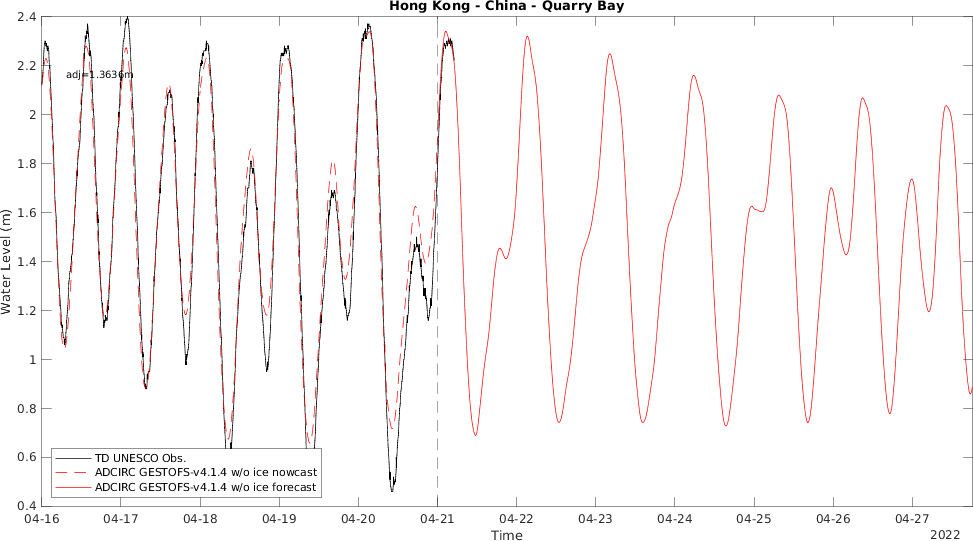 Hong Kong - China - Quarry Bay
2.4
2.2
2
1.8
1.6
1.4
1.2
1
0.8
0.6
0.4
Water Level (m)
adj=1.3636m
TD UNESCO Obs.
ADCIRC GESTOFS-v4.1.4 w/o ice nowcast
ADCIRC GESTOFS-v4.1.4 w/o ice forecast
04-16 04-17 04-18 04-19 04-20 04-21 04-22 04-23 04-24 04-25 04-26 04-27
Time
2022